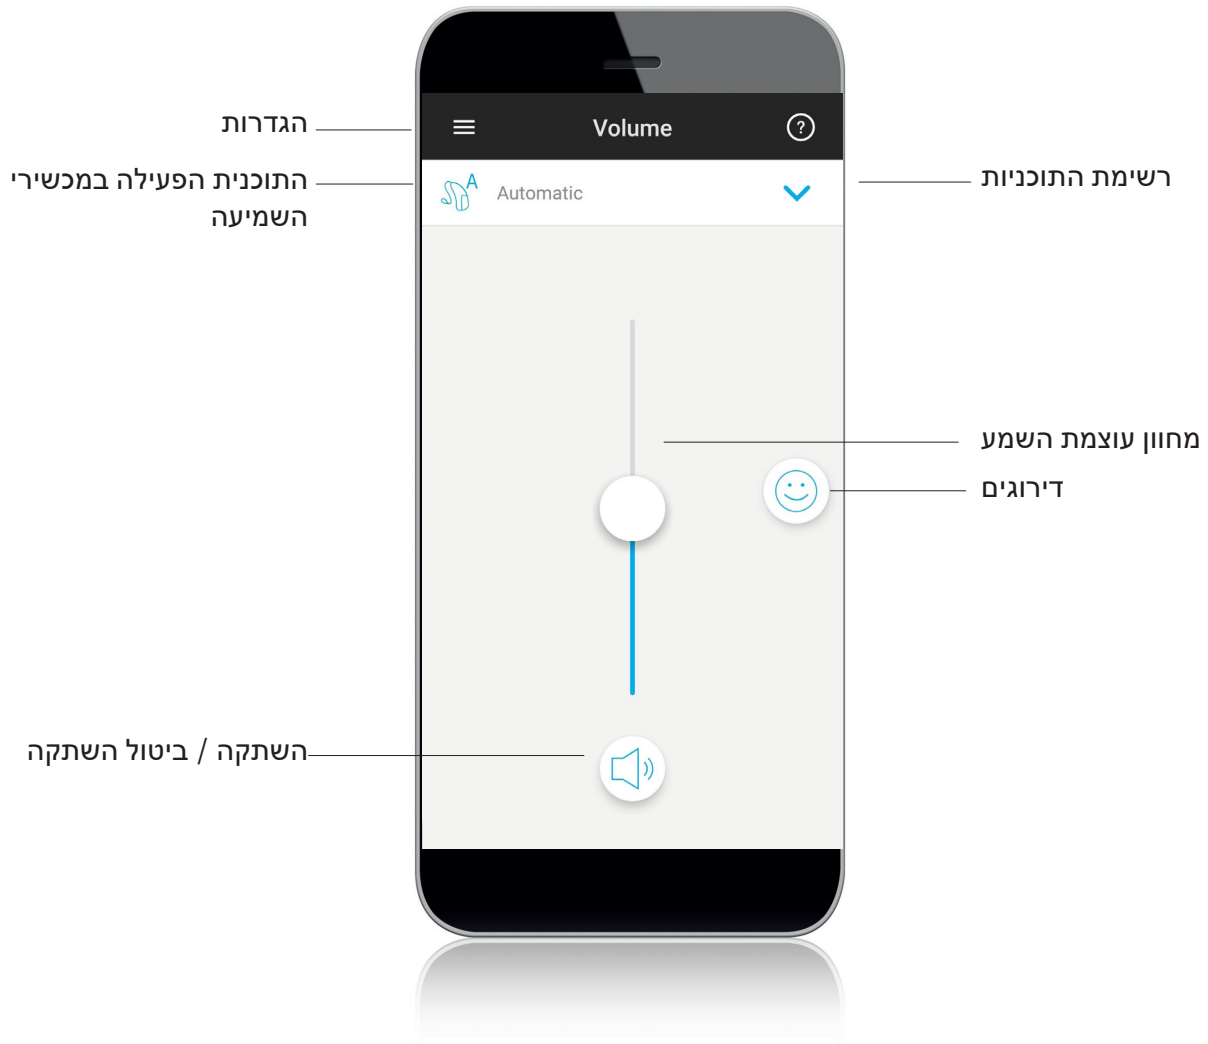 הגדרות
Volume
?
התוכנית הפעילה במכשירי
השמיעה
A
Automatic
רשימת התוכניות
מחוון עוצמת השמע
דירוגים
השתקה / ביטול השתקה